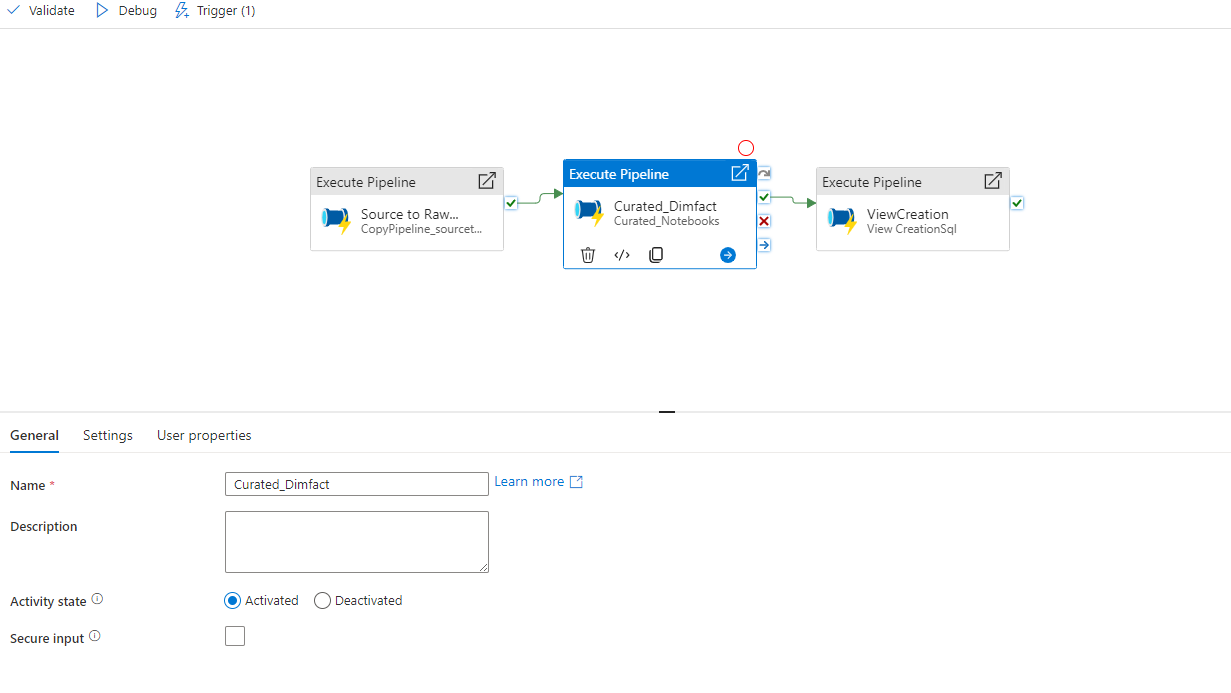 Validate Debug Trigger (1)
Execute Pipeline
Source to Raw...
CopyPipeline_sourcet...
Execute Pipeline
Curated_Dimfact
Curated_Notebooks
Execute Pipeline
ViewCreation
View CreationSql
General Settings User properties
Name * Curated_Dimfact Learn more
Description
Activity state Activated Deactivated
Secure input